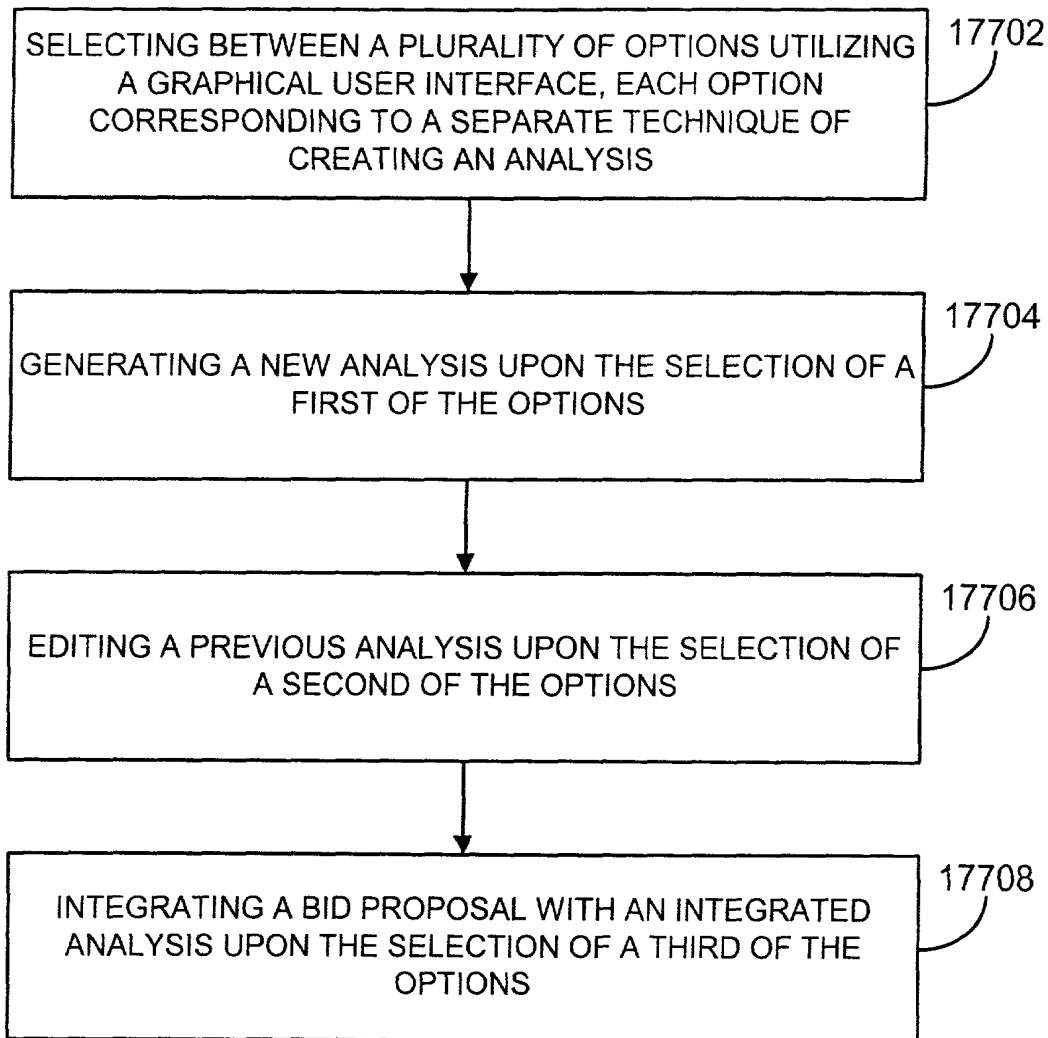 SELECTING BETWEEN A PLURALITY OF OPTIONS UTILIZING
A GRAPHICAL USER INTERFACE, EACH OPTION
CORRESPONDING TO A SEPARATE TECHNIQUE OF
CREATING AN ANALYSIS
17702
GENERATING A NEW ANALYSIS UPON THE SELECTION OF A
FIRST OF THE OPTIONS
17704
EDITING A PREVIOUS ANALYSIS UPON THE SELECTION OF
A SECOND OF THE OPTIONS
17706
INTEGRATING A BID PROPOSAL WITH AN INTEGRATED
ANALYSIS UPON THE SELECTION OF A THIRD OF THE
OPTIONS
17708